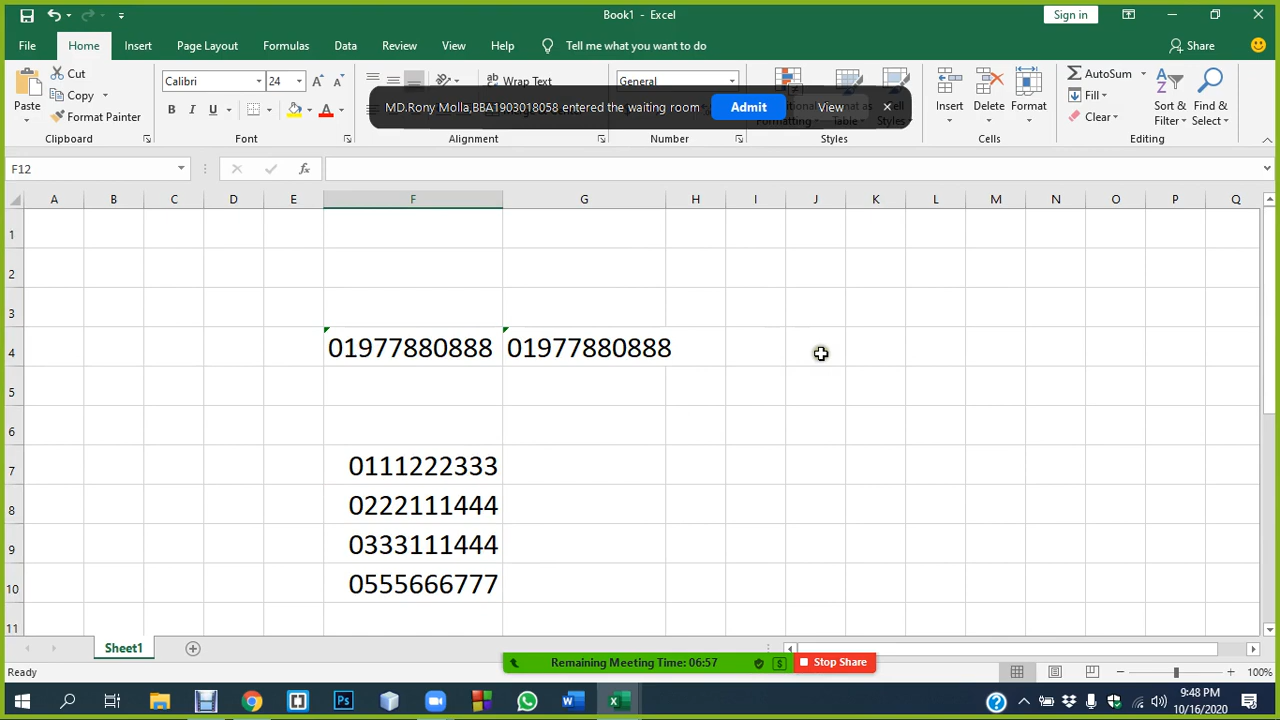 Book1 - Excel
Sign in
File Home Insert Page Layout Formulas Data Review View Help Tell me what you want to do Share
Paste
Cut
Copy
Format Painter
Clipboard
Calibri 24
B I U
Font
Wrap Text
Alignment
General
Number
MD.Rony Molla,BBA1903018058 entered the waiting room Admit View
Styles
Insert Delete Format
Cells
AutoSum
Fill
Clear
Sort & Filter
Find & Select
Editing
F12
fx
A B C D E F G H I J K L M N O P Q
1
2
3
4 01977880888 01977880888
5
6
7 0111222333
8 0222111444
9 0333111444
10 0555666777
11
Sheet1
Ready
Remaining Meeting Time: 06:57
Stop Share
100%
9:48 PM
10/16/2020